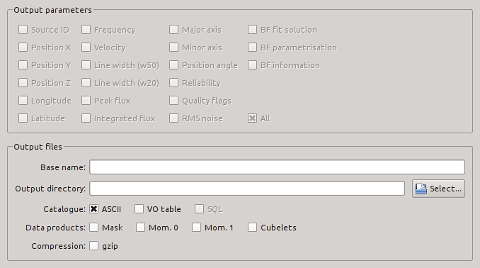 Output parameters
Source ID Frequency Major axis BF fit solution
Position X Velocity Minor axis BF parametrisation
Position Y Line width (w50) Position angle BF information
Position Z Line width (w20) Reliability
Longitude Peak flux Quality flags
Latitude Integrated flux RMS noise All
Output files
Base name:
Output directory: Select...
Catalogue: ASCII VO table SQL
Data products: Mask Mom. 0 Mom. 1 Cubelets
Compression: gzip